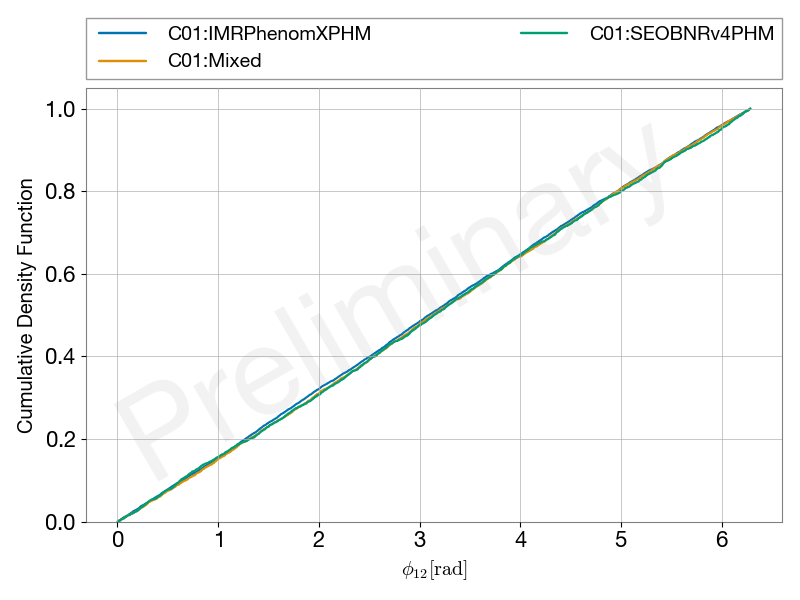 C01:IMRPhenomXPHM
C01:Mixed
C01:SEOBNRv4PHM
Cumulative Density Function
1.0
0.8
0.6
0.4
0.2
0.0
Preliminary
0 1 2 3 4 5 6
ϕ₁₂[rad]